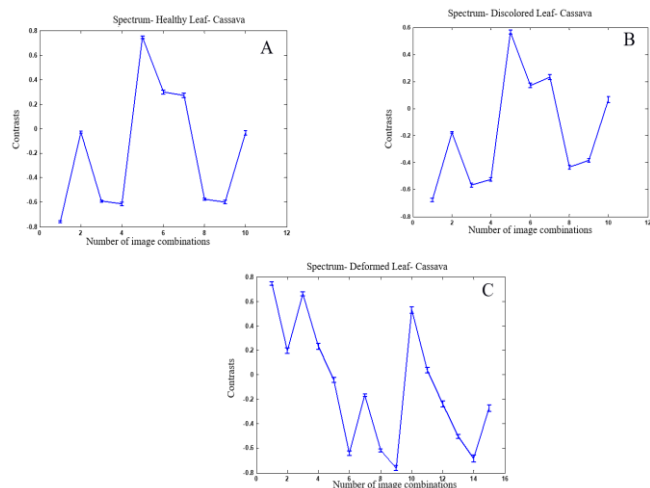 Spectrum- Healthy Leaf- Cassava
A
0.8
0.6
0.4
0.2
0
-0.2
-0.4
-0.6
-0.8
0 2 4 6 8 10 12
Contrasts
Number of image combinations
Spectrum- Discolored Leaf- Cassava
B
0.6
0.4
0.2
0
-0.2
-0.4
-0.6
-0.8
0 2 4 6 8 10 12
Contrasts
Number of image combinations
Spectrum- Deformed Leaf- Cassava
C
0.8
0.6
0.4
0.2
0
-0.2
-0.4
-0.6
-0.8
0 2 4 6 8 10 12 14 16
Contrasts
Number of image combinations